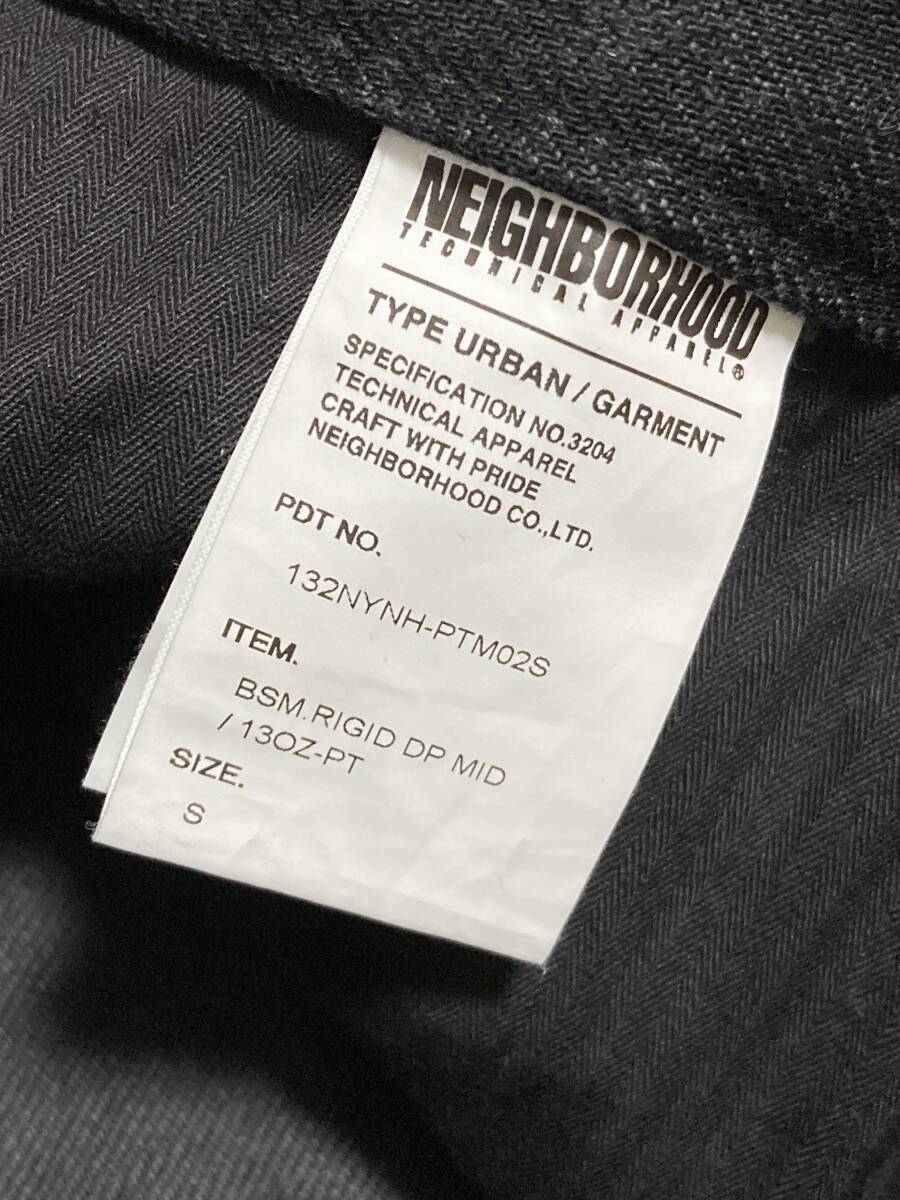 NEIGHBORHOOD
TECHNICAL APPAREL®
TYPE URBAN / GARMENT
SPECIFICATION NO.3204
TECHNICAL APPAREL
CRAFT WITH PRIDE
NEIGHBORHOOD CO.,LTD.
PDT NO.
132NYNH-PTM02S
ITEM.
BSM.RIGID DP MID
/ 13OZ-PT
SIZE.
S